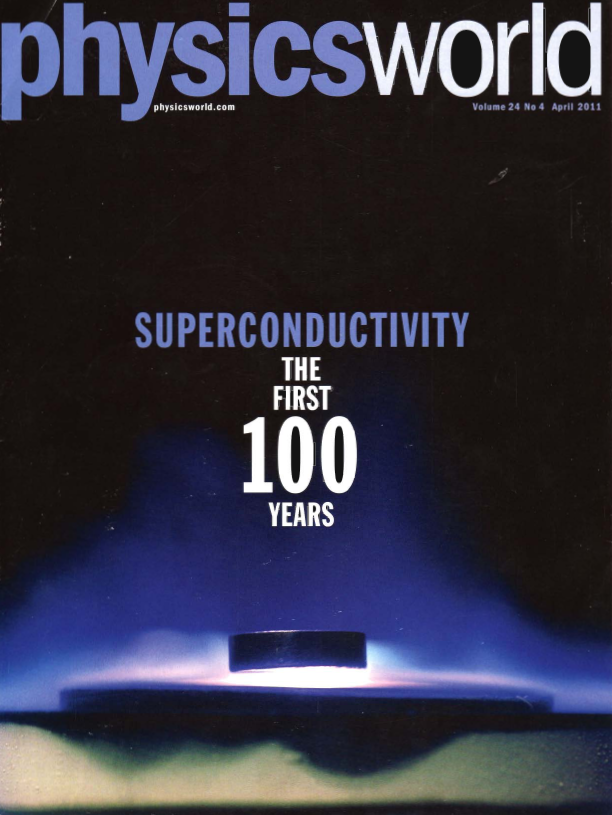 physicsworld
physicsworld.com
Volume 24 No 4 April 2011
SUPERCONDUCTIVITY
THE
FIRST
100
YEARS